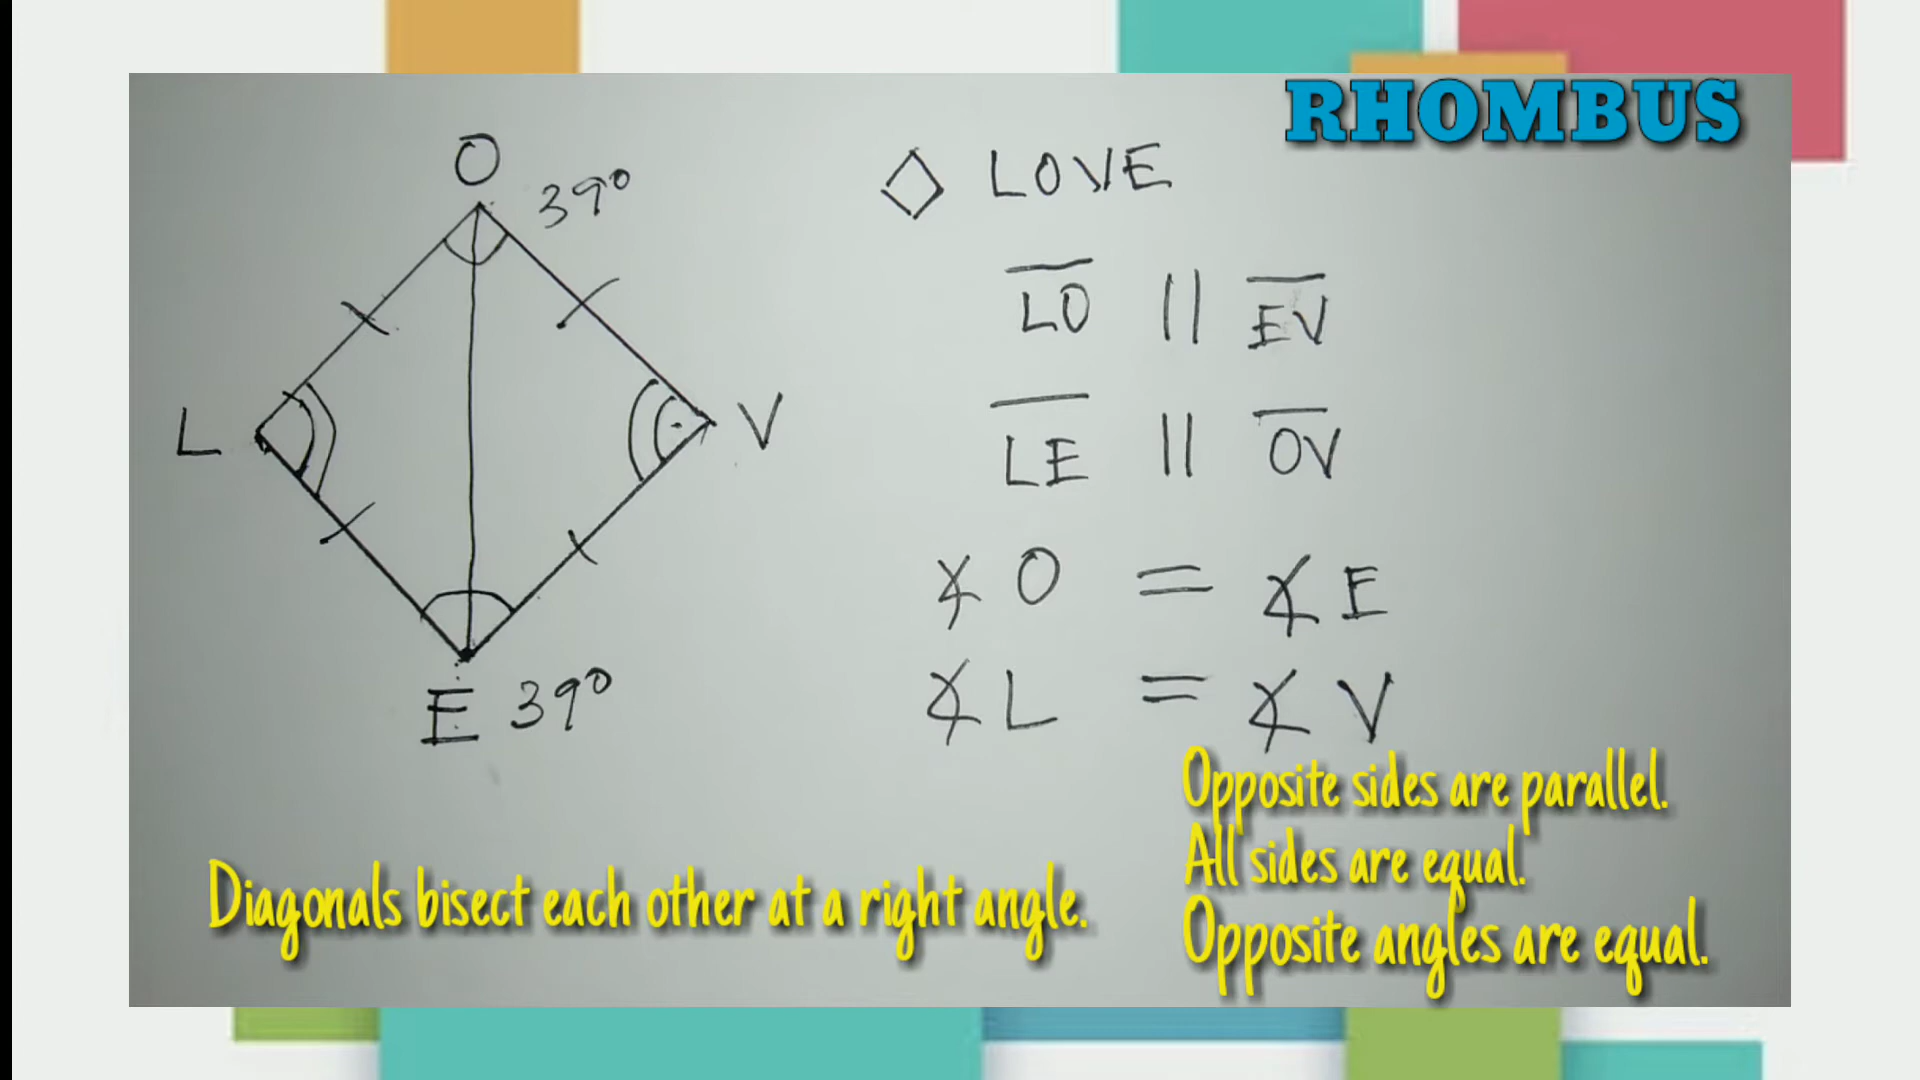 RHOMBUS
O
39°
L
V
E 39°
◇ LOVE
LO || EV
LE || OV
∡ O = ∡ E
∡ L = ∡ V
Opposite sides are parallel.
All sides are equal.
Opposite angles are equal.
Diagonals bisect each other at a right angle.